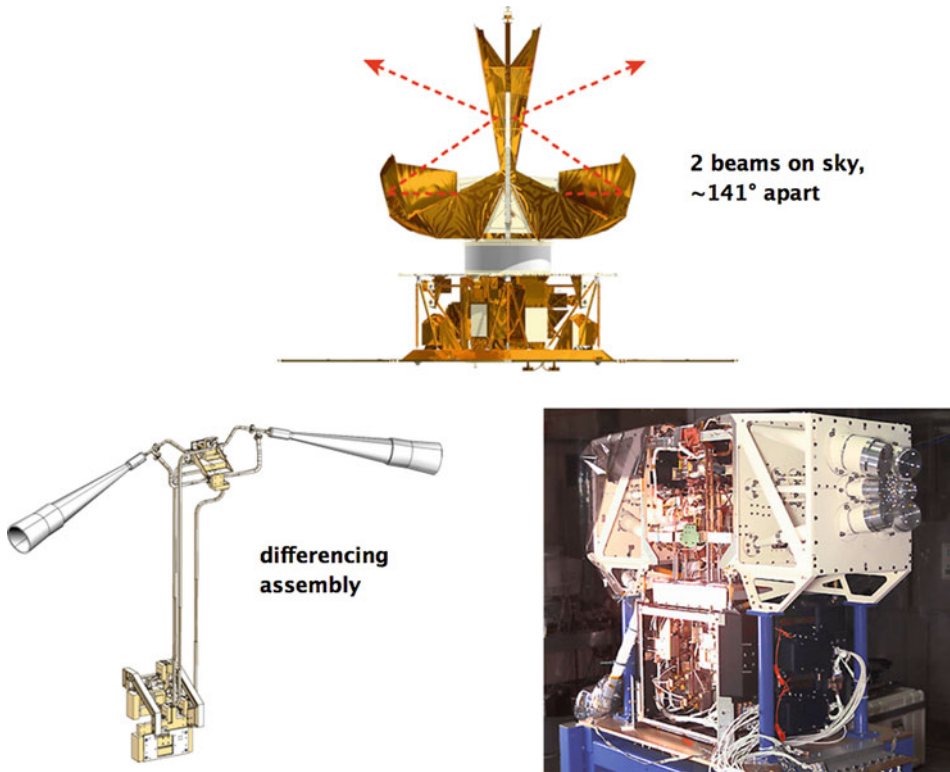 2 beams on sky,
~141° apart
differencing
assembly